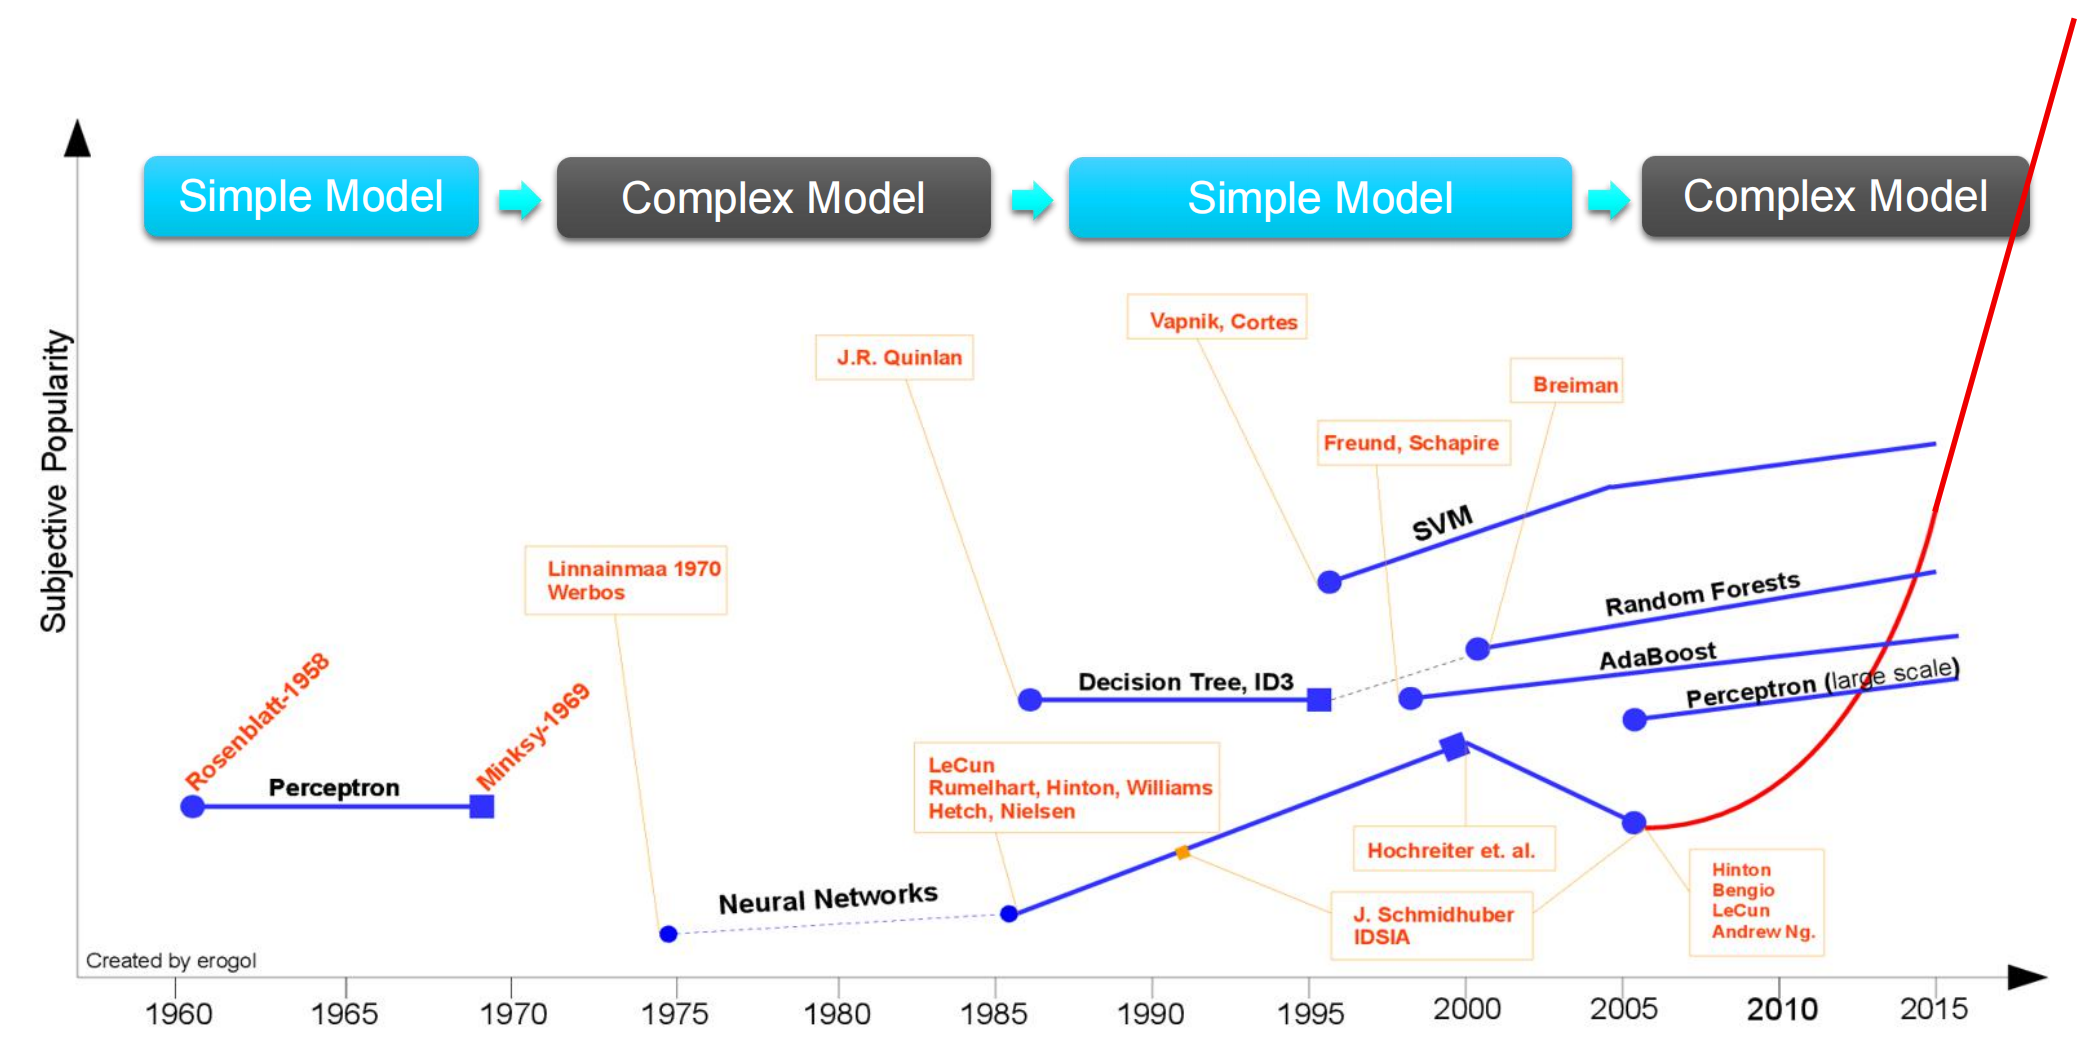 Simple Model
Complex Model
Simple Model
Complex Model
Subjective Popularity
Vapnik, Cortes
J.R. Quinlan
Breiman
Freund, Schapire
SVM
Linnainmaa 1970
Werbos
Random Forests
AdaBoost
Perceptron (large scale)
Decision Tree, ID3
Rosenblatt-1958
Minksy-1969
Perceptron
LeCun
Rumelhart, Hinton, Williams
Hetch, Nielsen
Hochreiter et. al.
Neural Networks
J. Schmidhuber
IDSIA
Hinton
Bengio
LeCun
Andrew Ng.
Created by erogol
1960 1965 1970 1975 1980 1985 1990 1995 2000 2005 2010 2015